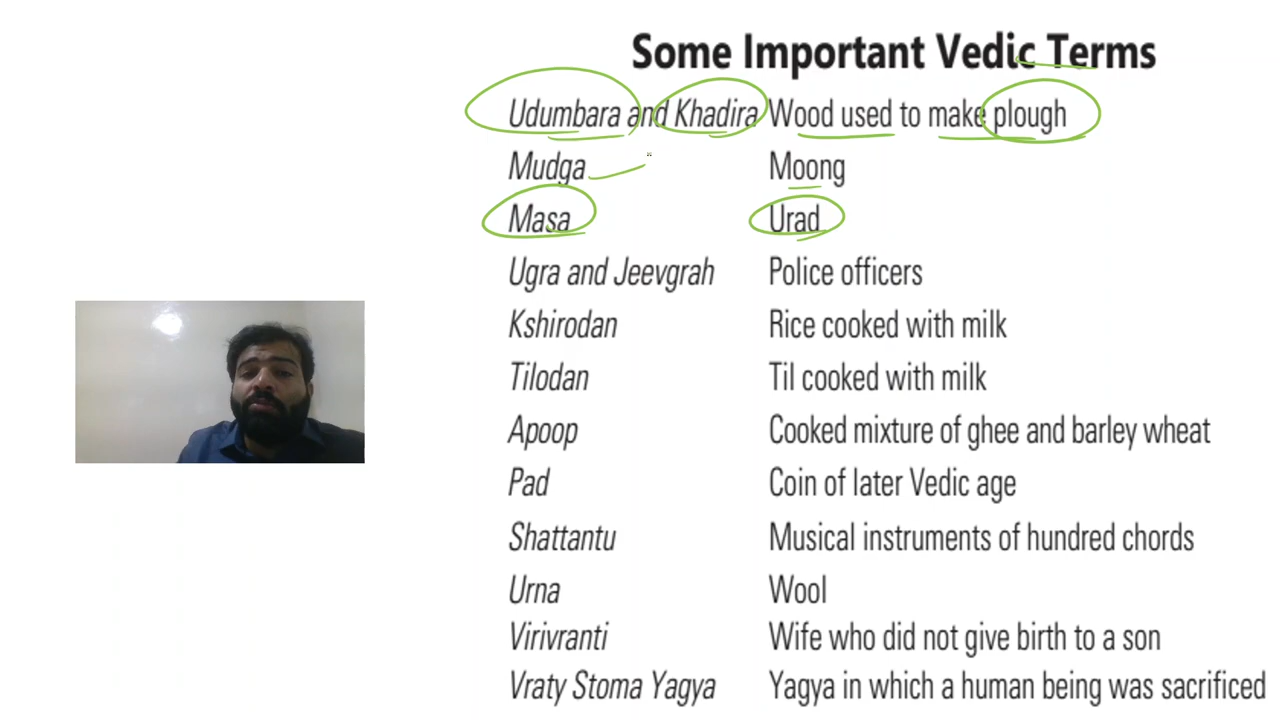 Some Important Vedic Terms
Udumbara and Khadira Wood used to make plough
Mudga Moong
Masa Urad
Ugra and Jeevgrah Police officers
Kshirodan Rice cooked with milk
Tilodan Til cooked with milk
Apoop Cooked mixture of ghee and barley wheat
Pad Coin of later Vedic age
Shattantu Musical instruments of hundred chords
Urna Wool
Virivranti Wife who did not give birth to a son
Vraty Stoma Yagya Yagya in which a human being was sacrificed